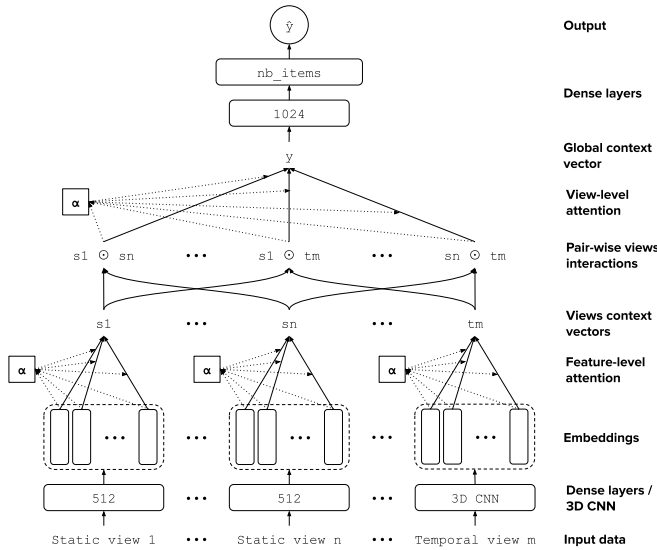 ŷ Output
nb_items
Dense layers
1024
Global context
vector
y
α
View-level
attention
s1 ⊙ sn ••• s1 ⊙ tm ••• sn ⊙ tm
Pair-wise views
interactions
s1 ••• sn ••• tm
Views context
vectors
α α α
Feature-level
attention
••• ••• ••• ••• ••• Embeddings
512 ••• 512 ••• 3D CNN
Dense layers /
3D CNN
Static view 1 ••• Static view n ••• Temporal view m Input data